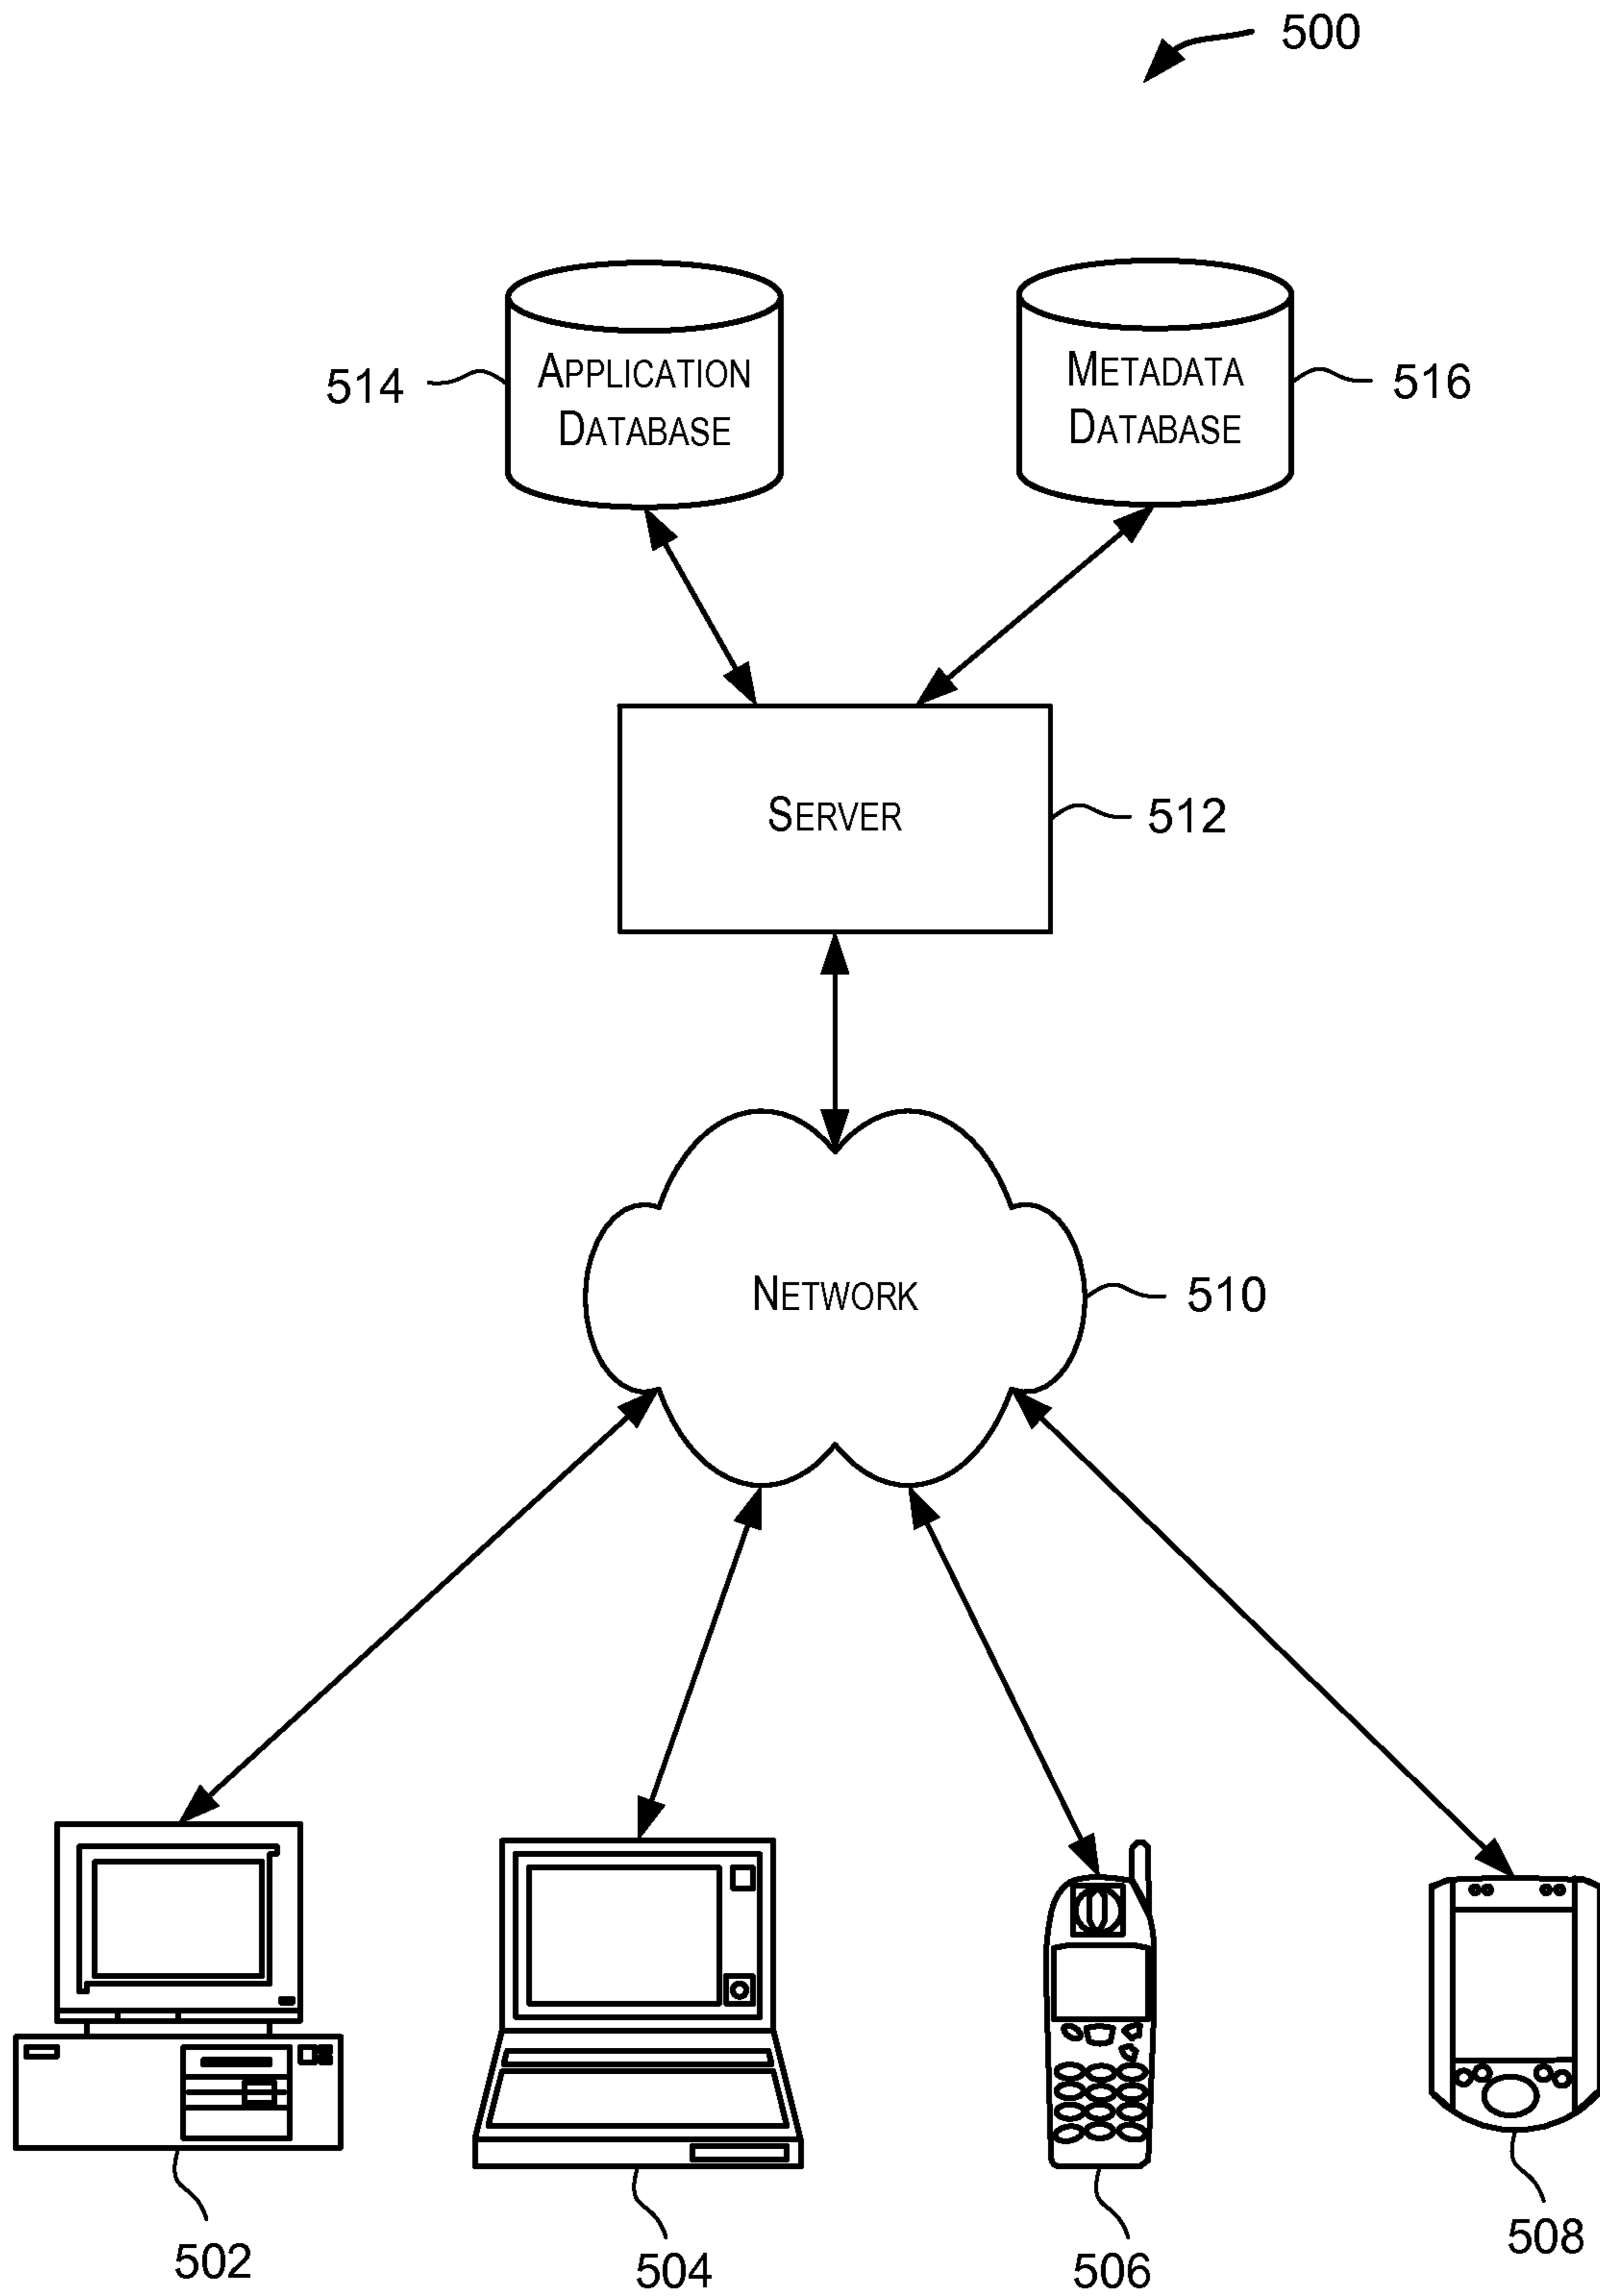 500
514
APPLICATION
DATABASE
METADATA
DATABASE
516
SERVER
512
NETWORK
510
502
504
506
508